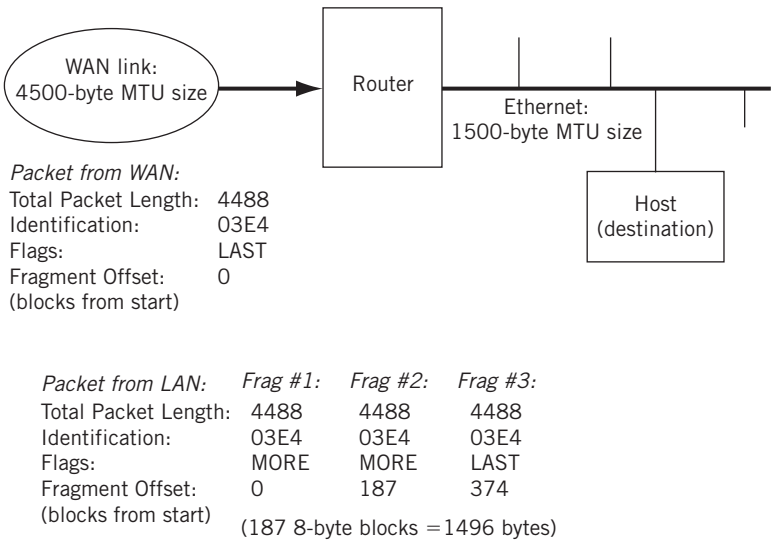 WAN link:
4500-byte MTU size
Router
Ethernet:
1500-byte MTU size
Host
(destination)
Packet from WAN:
Total Packet Length: 4488
Identification: 03E4
Flags: LAST
Fragment Offset: 0
(blocks from start)
Packet from LAN: Frag #1: Frag #2: Frag #3:
Total Packet Length: 4488 4488 4488
Identification: 03E4 03E4 03E4
Flags: MORE MORE LAST
Fragment Offset: 0 187 374
(blocks from start)
(187 8-byte blocks = 1496 bytes)